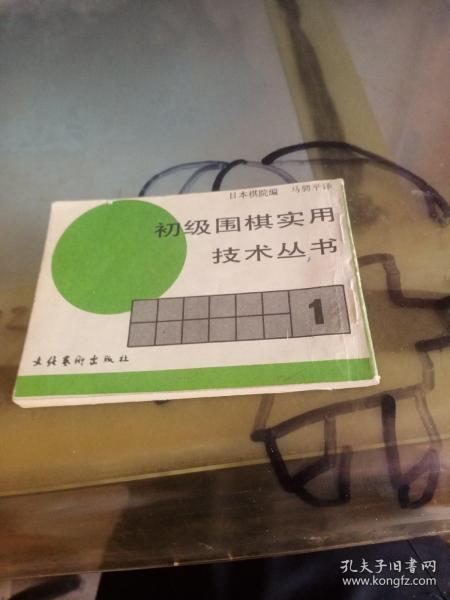 日本棋院编 马骋平译
初级围棋实用
技术丛书
1
文化艺术出版社
孔夫子旧书网
www.kongfz.com